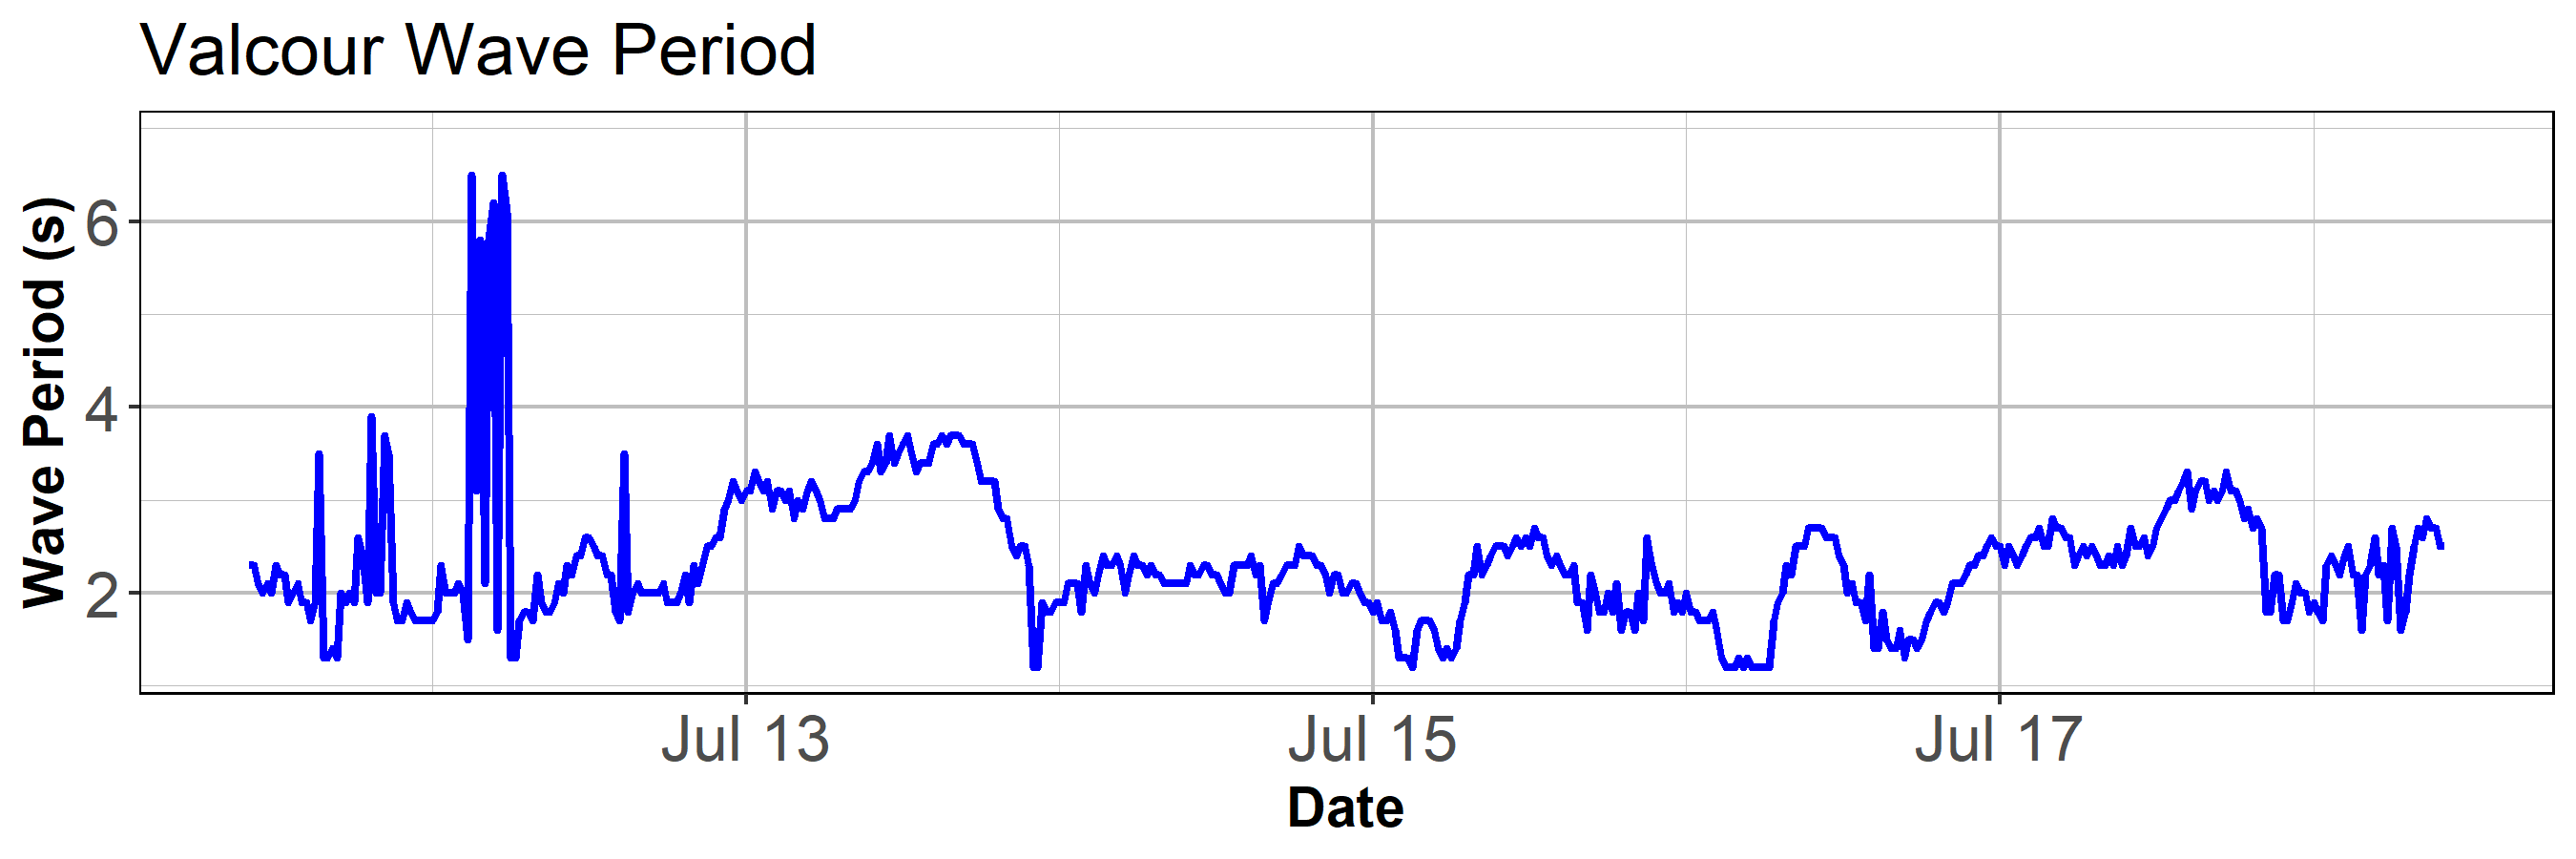 Valcour Wave Period
Wave Period (s)
6
4
2
Jul 13
Jul 15
Jul 17
Date